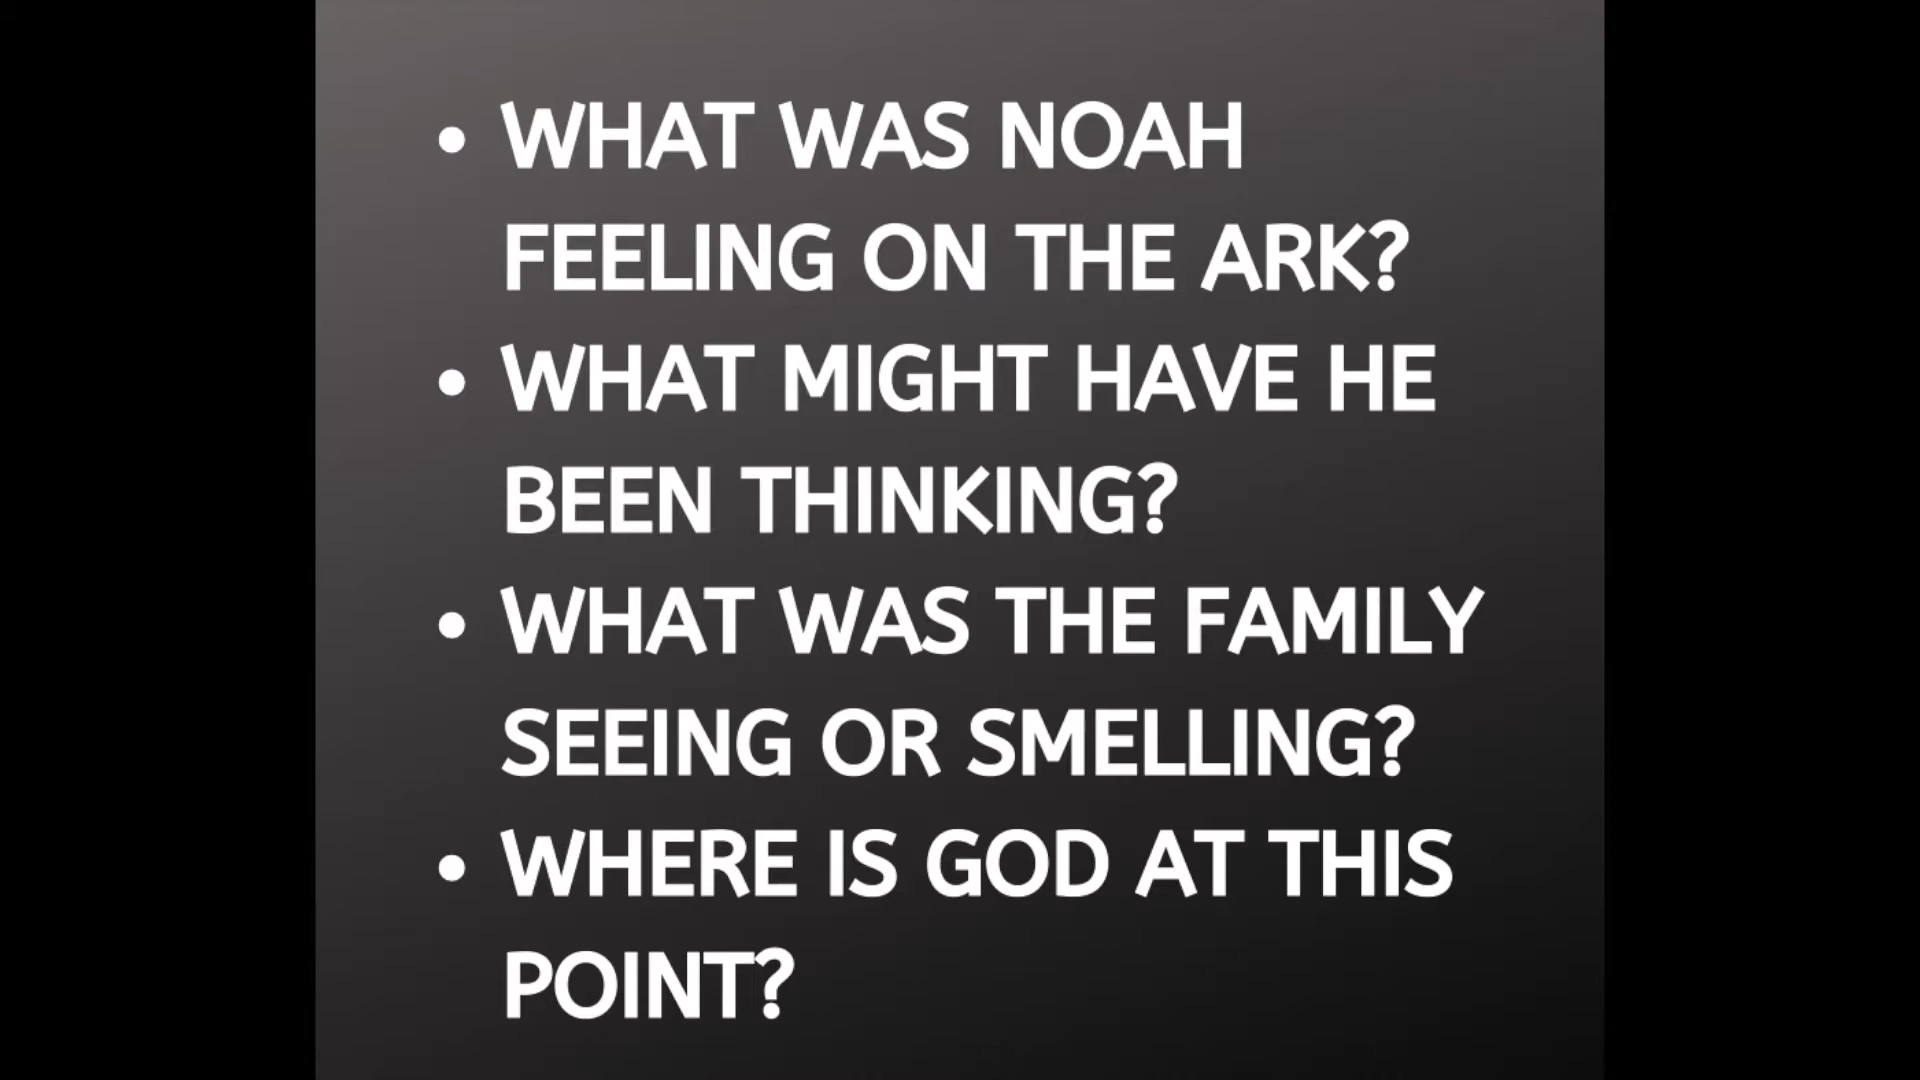 • WHAT WAS NOAH
FEELING ON THE ARK?
• WHAT MIGHT HAVE HE
BEEN THINKING?
• WHAT WAS THE FAMILY
SEEING OR SMELLING?
• WHERE IS GOD AT THIS
POINT?